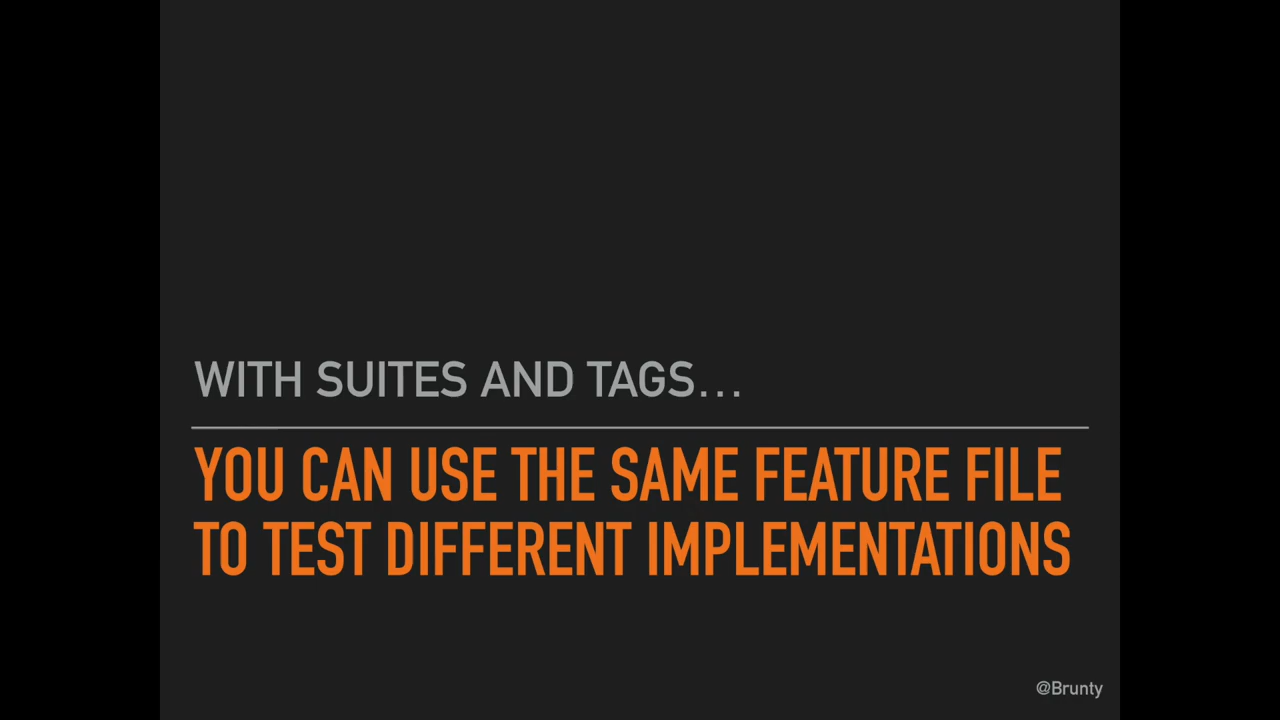 WITH SUITES AND TAGS…
YOU CAN USE THE SAME FEATURE FILE
TO TEST DIFFERENT IMPLEMENTATIONS
@Brunty